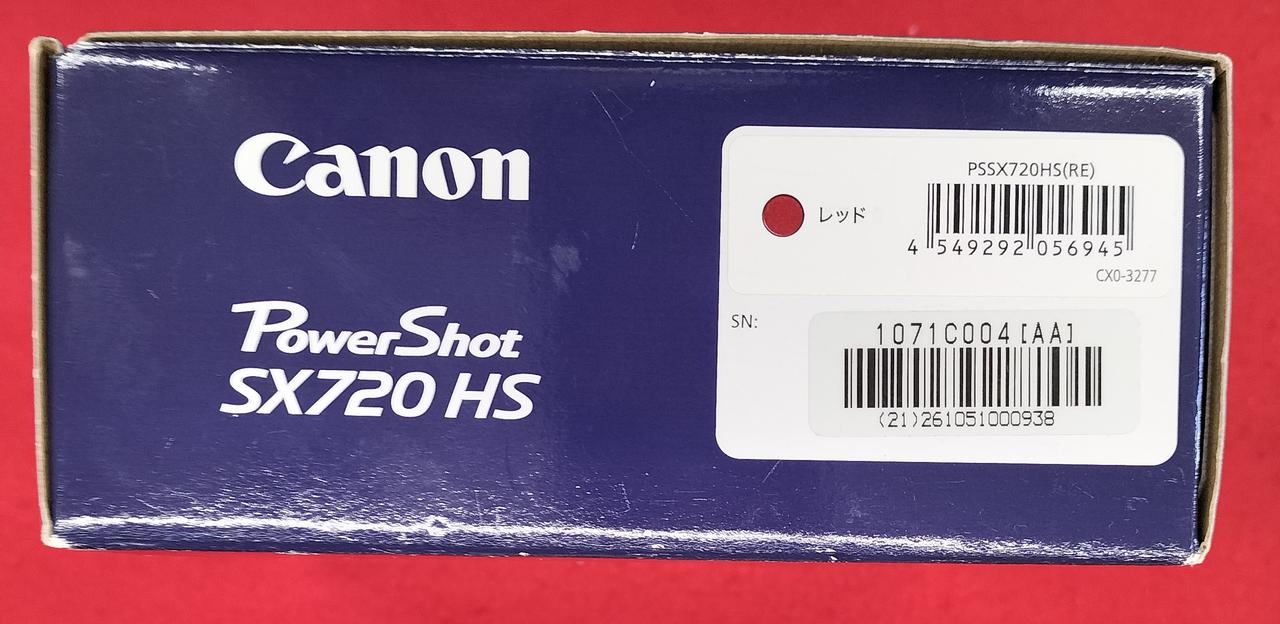 Canon
PowerShot
SX720 HS
PSSX720HS(RE)
レッド
4 549292 056945
CX0-3277
SN:
1071C004[AA]
(21)261051000938